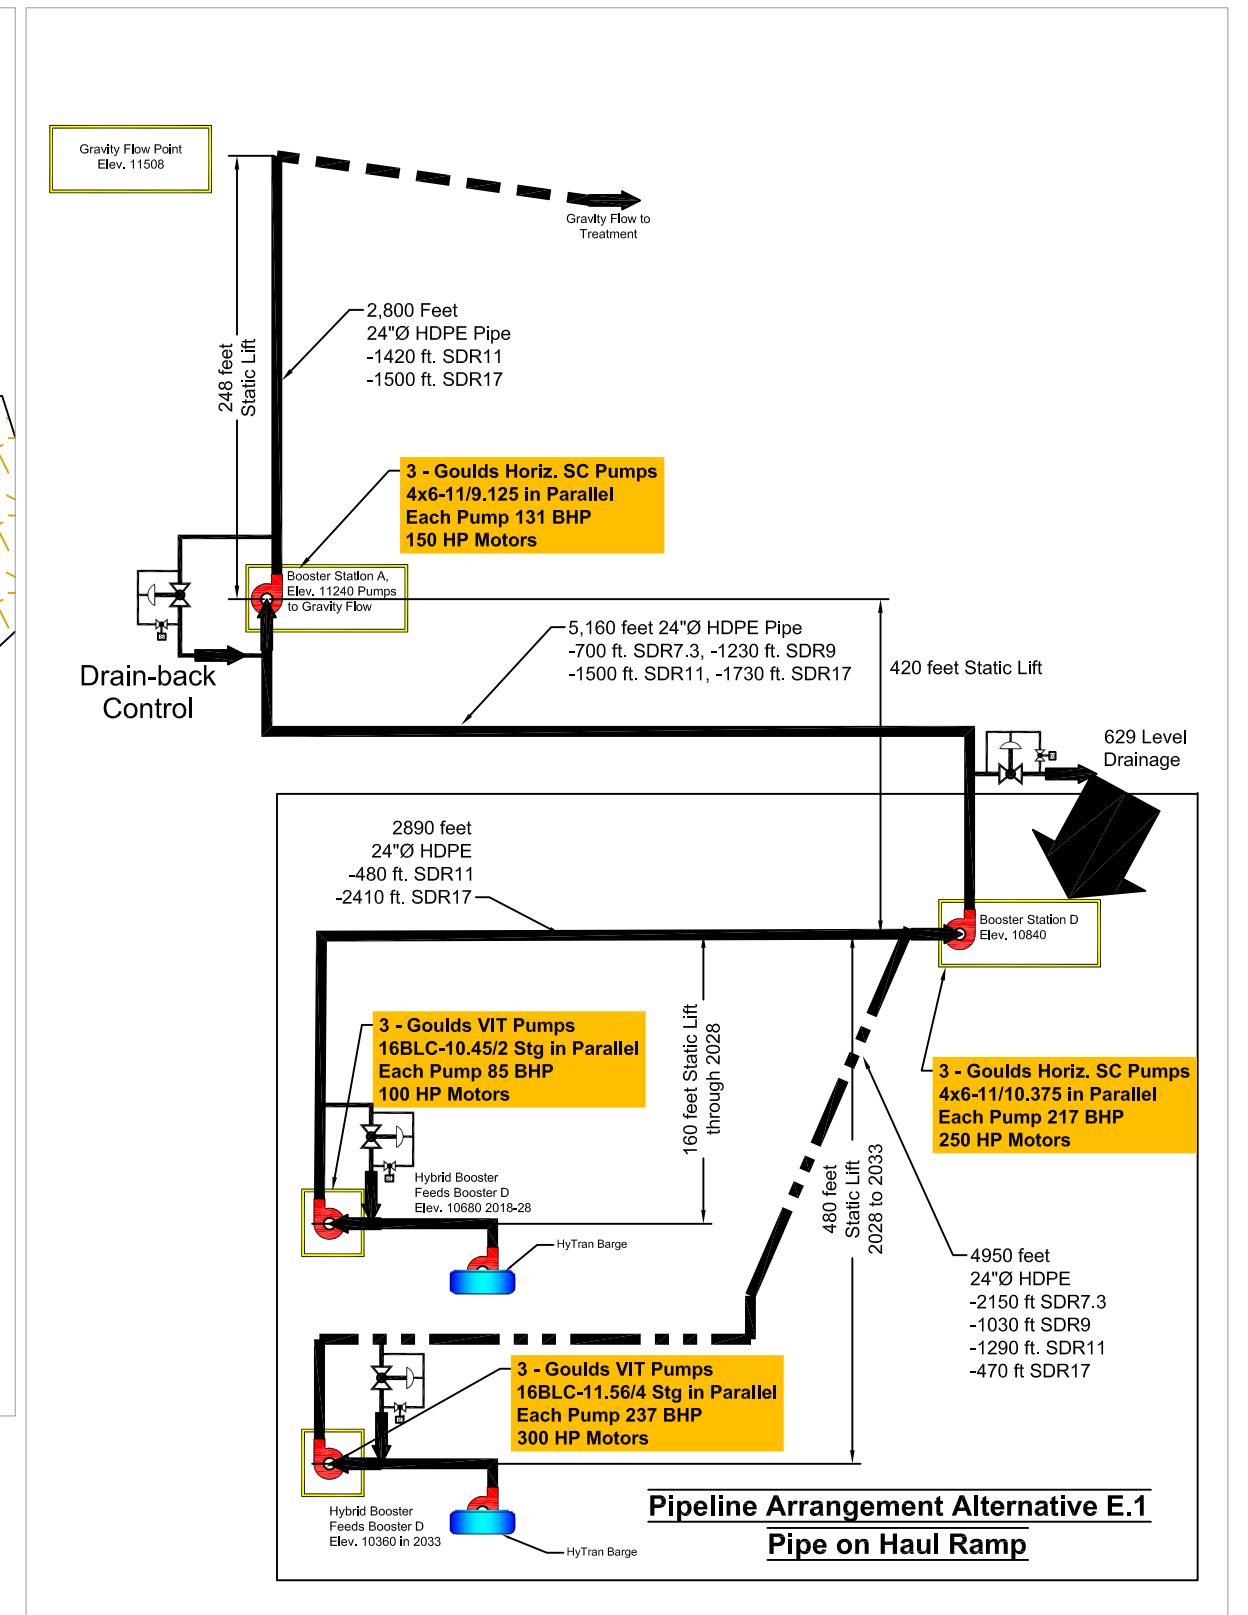 Gravity Flow Point
Elev. 11508
Gravity Flow to
Treatment
248 feet
Static Lift
2,800 Feet
24"Ø HDPE Pipe
-1420 ft. SDR11
-1500 ft. SDR17
3 - Goulds Horiz. SC Pumps
4x6-11/9.125 in Parallel
Each Pump 131 BHP
150 HP Motors
Booster Station A,
Elev. 11240 Pumps
to Gravity Flow
Drain-back
Control
5,160 feet 24"Ø HDPE Pipe
-700 ft. SDR7.3, -1230 ft. SDR9
-1500 ft. SDR11, -1730 ft. SDR17
420 feet Static Lift
629 Level
Drainage
2890 feet
24"Ø HDPE
-480 ft. SDR11
-2410 ft. SDR17
Booster Station D
Elev. 10840
3 - Goulds VIT Pumps
16BLC-10.45/2 Stg in Parallel
Each Pump 85 BHP
100 HP Motors
160 feet Static Lift
through 2028
3 - Goulds Horiz. SC Pumps
4x6-11/10.375 in Parallel
Each Pump 217 BHP
250 HP Motors
Hybrid Booster
Feeds Booster D
Elev. 10680 2018-28
480 feet
Static Lift
2028 to 2033
HyTran Barge
4950 feet
24"Ø HDPE
-2150 ft SDR7.3
-1030 ft SDR9
-1290 ft. SDR11
-470 ft SDR17
3 - Goulds VIT Pumps
16BLC-11.56/4 Stg in Parallel
Each Pump 237 BHP
300 HP Motors
Hybrid Booster
Feeds Booster D
Elev. 10360 in 2033
HyTran Barge
Pipeline Arrangement Alternative E.1
Pipe on Haul Ramp